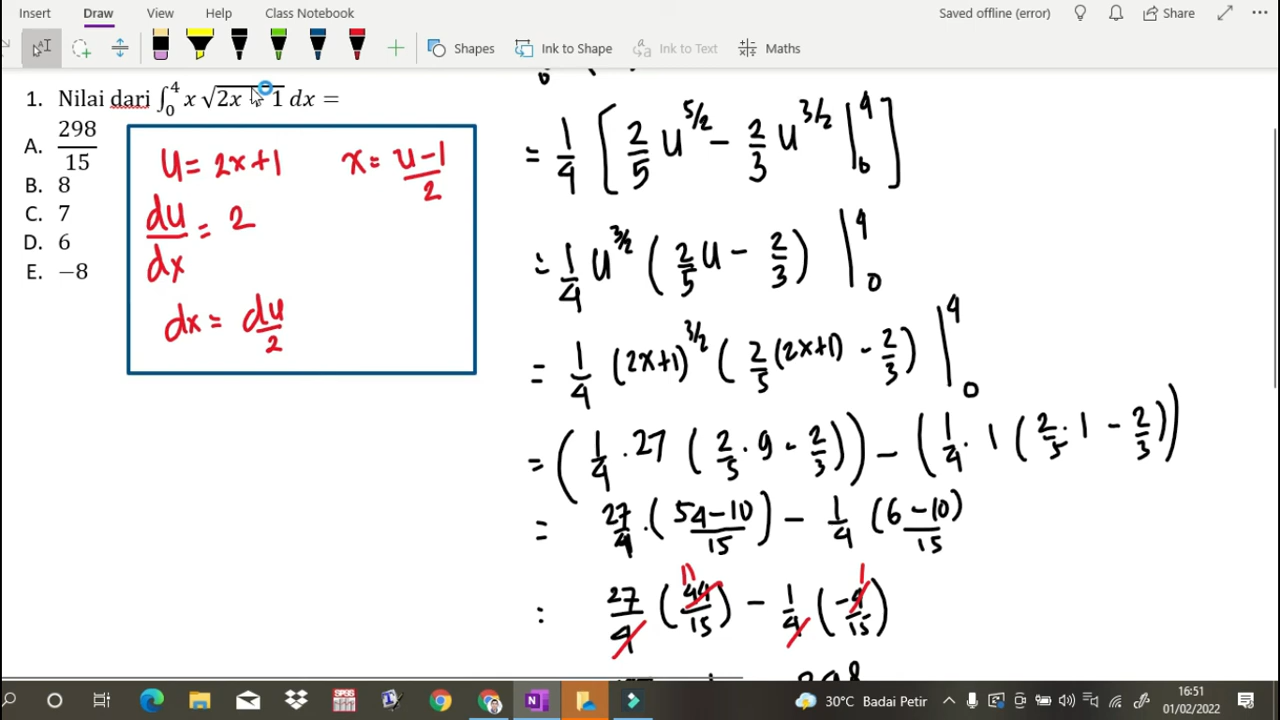 Insert Draw View Help Class Notebook Saved offline (error) Share
Shapes Ink to Shape Ink to Text Maths
1. Nilai dari ∫₀⁴ x √(2x 1) dx =
A. 298/15
B. 8
C. 7
D. 6
E. −8
u = 2x+1 x = (u−1)/2
du/dx = 2
dx = du/2
= 1/4 [2/5 u^(5/2) − 2/3 u^(3/2) |₀⁴]
= 1/4 u^(3/2) (2/5 u − 2/3) |₀⁴
= 1/4 (2x+1)^(3/2) (2/5 (2x+1) − 2/3) |₀⁴
= (1/4 · 27 (2/5 · 9 − 2/3)) − (1/4 · 1 (2/5 · 1 − 2/3))
= 27/4 · ((54−10)/15) − 1/4 ((6−10)/15)
: 27/4 (44/15) − 1/4 (−4/15)
11 1
298
30°C Badai Petir
16:51
01/02/2022